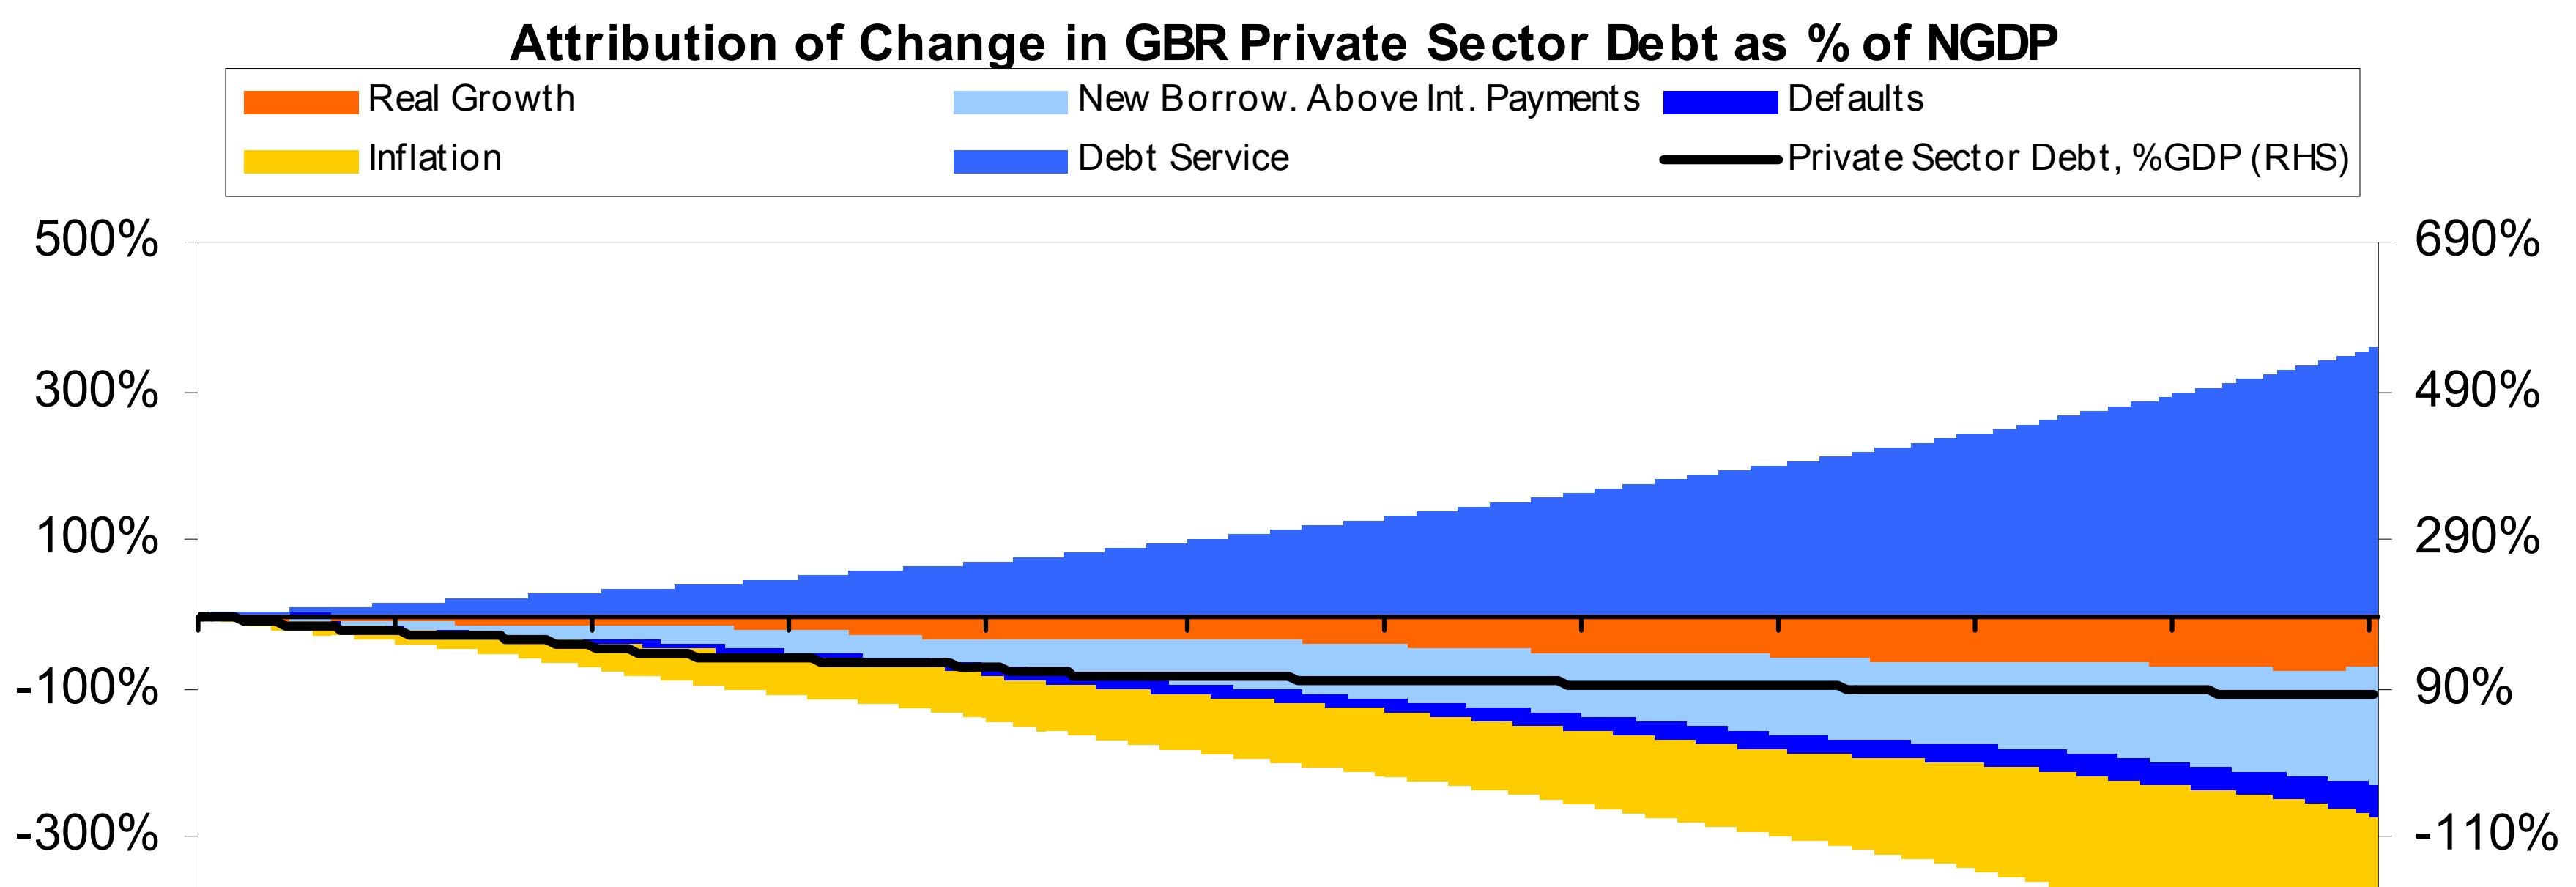 Attribution of Change in GBR Private Sector Debt as % of NGDP
Real Growth New Borrow. Above Int. Payments Defaults
Inflation Debt Service Private Sector Debt, %GDP (RHS)
500% 690%
300% 490%
100% 290%
-100% 90%
-300% -110%